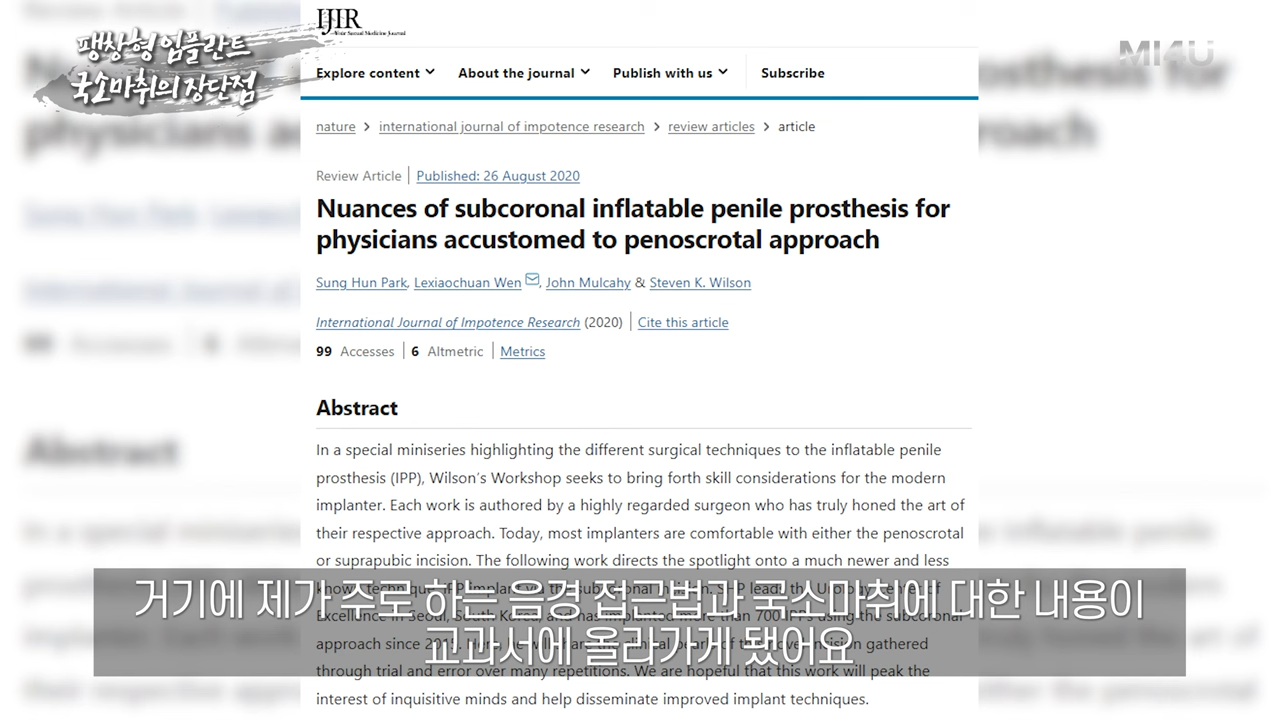 팽창형 임플란트
국소마취의 장단점
MI4U
IJIR
Your Sexual Medicine Journal
Explore content About the journal Publish with us Subscribe
nature > international journal of impotence research > review articles > article
Review Article | Published: 26 August 2020
Nuances of subcoronal inflatable penile prosthesis for
physicians accustomed to penoscrotal approach
Sung Hun Park, Lexiaochuan Wen, John Mulcahy & Steven K. Wilson
International Journal of Impotence Research (2020) | Cite this article
99 Accesses | 6 Altmetric | Metrics
Abstract
In a special miniseries highlighting the different surgical techniques to the inflatable penile
prosthesis (IPP), Wilson's Workshop seeks to bring forth skill considerations for the modern
implanter. Each work is authored by a highly regarded surgeon who has truly honed the art of
their respective approach. Today, most implanters are comfortable with either the penoscrotal
or suprapubic incision. The following work directs the spotlight onto a much newer and less
거기에 제가 주로 하는 음경 접근법과 국소마취에 대한 내용이
교과서에 올라가게 됐어요
through trial and error over many repetitions. We are hopeful that this work will peak the
interest of inquisitive minds and help disseminate improved implant techniques.